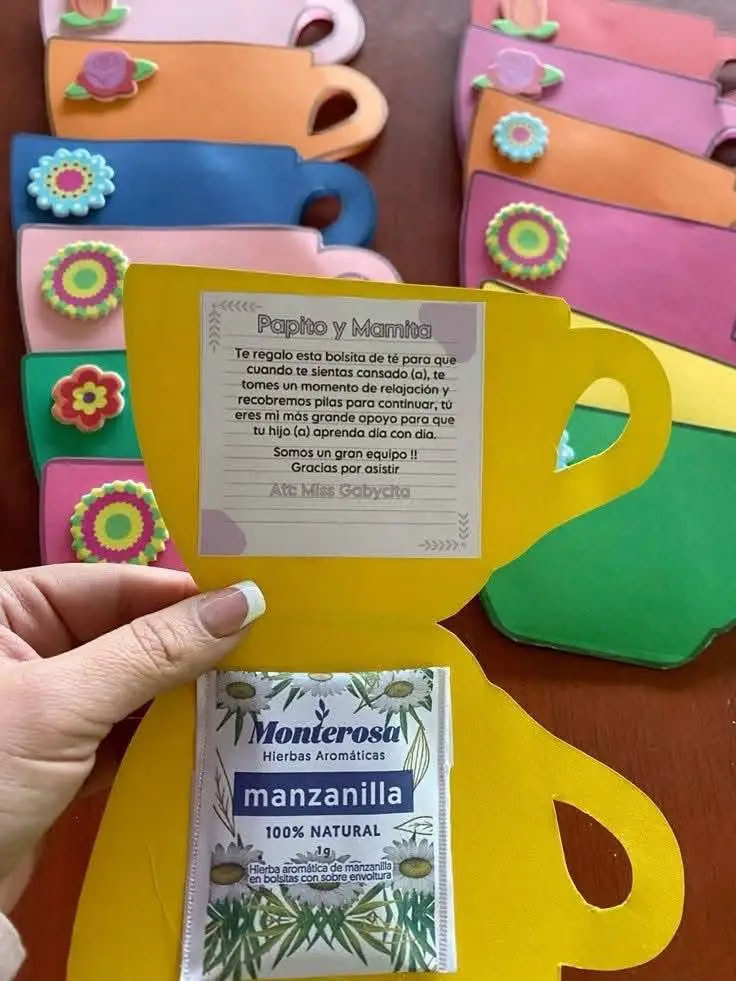 Papito y Mamita
Te regalo esta bolsita de té para que
cuando te sientas cansado (a), te
tomes un momento de relajación y
recobremos pilas para continuar, tú
eres mi más grande apoyo para que
tu hijo (a) aprenda día con día.
Somos un gran equipo !!
Gracias por asistir
Att: Miss Gabycita
Monterosa
Hierbas Aromáticas
manzanilla
100% NATURAL
1g
Hierba aromática de manzanilla
en bolsitas con sobre envoltura